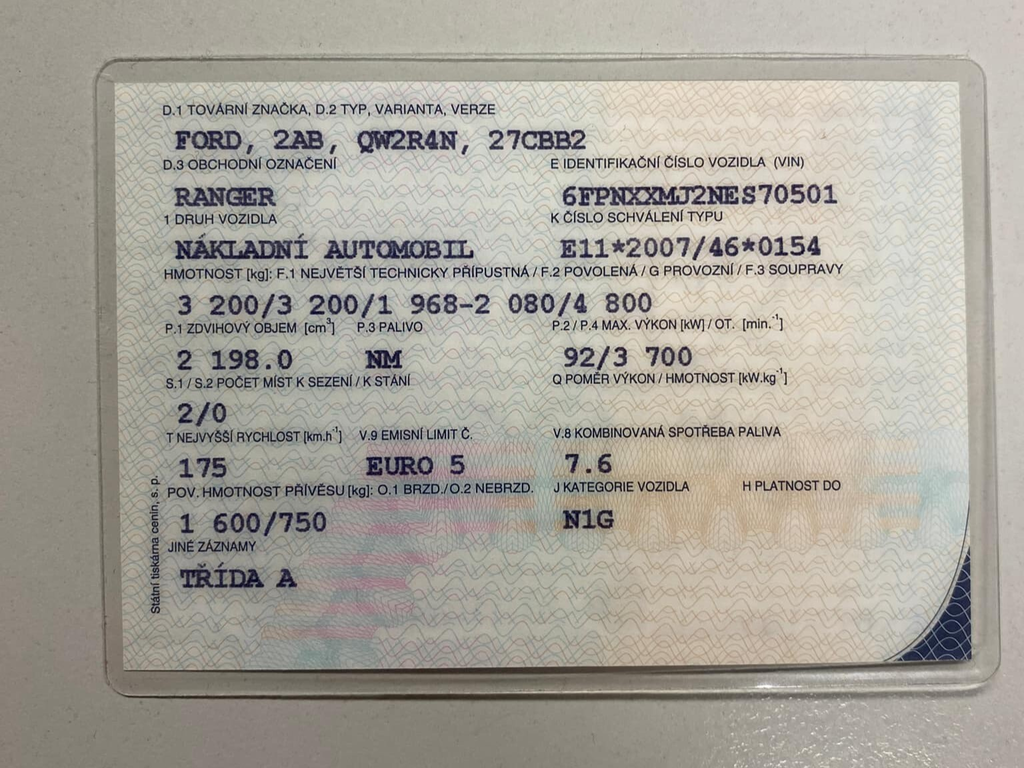 D.1 TOVÁRNÍ ZNAČKA, D.2 TYP, VARIANTA, VERZE
FORD, 2AB, QW2R4N, 27CBB2
D.3 OBCHODNÍ OZNAČENÍ E IDENTIFIKAČNÍ ČÍSLO VOZIDLA (VIN)
RANGER 6FPNXXMJ2NES70501
1 DRUH VOZIDLA K ČÍSLO SCHVÁLENÍ TYPU
NÁKLADNÍ AUTOMOBIL E11*2007/46*0154
HMOTNOST [kg]: F.1 NEJVĚTŠÍ TECHNICKY PŘÍPUSTNÁ / F.2 POVOLENÁ / G PROVOZNÍ / F.3 SOUPRAVY
3 200/3 200/1 968-2 080/4 800
P.1 ZDVIHOVÝ OBJEM [cm³] P.3 PALIVO P.2 / P.4 MAX. VÝKON [kW] / OT. [min.⁻¹]
2 198.0 NM 92/3 700
S.1 / S.2 POČET MÍST K SEZENÍ / K STÁNÍ Q POMĚR VÝKON / HMOTNOST [kW.kg⁻¹]
2/0
T NEJVYŠŠÍ RYCHLOST [km.h⁻¹] V.9 EMISNÍ LIMIT Č. V.8 KOMBINOVANÁ SPOTŘEBA PALIVA
175 EURO 5 7.6
POV. HMOTNOST PŘÍVĚSU [kg]: O.1 BRZD./O.2 NEBRZD. J KATEGORIE VOZIDLA H PLATNOST DO
1 600/750 N1G
JINÉ ZÁZNAMY
TŘÍDA A
Státní tiskárna cenin, s. p.